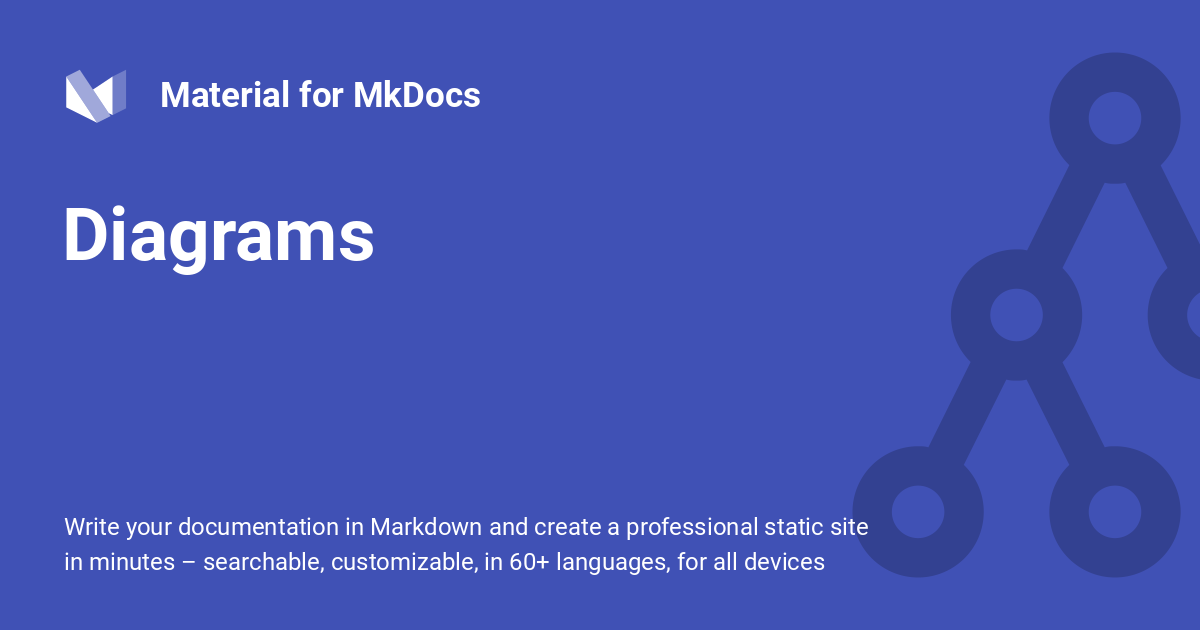 Material for MkDocs
Diagrams
Write your documentation in Markdown and create a professional static site
in minutes – searchable, customizable, in 60+ languages, for all devices